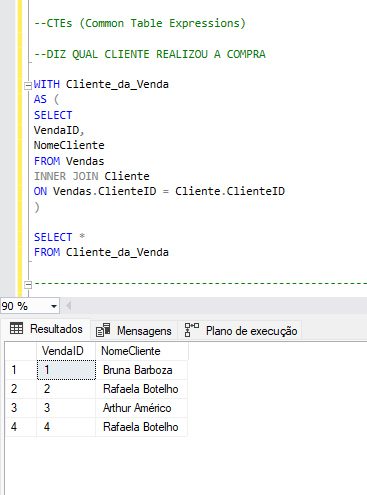 --CTEs (Common Table Expressions)
--DIZ QUAL CLIENTE REALIZOU A COMPRA
WITH Cliente_da_Venda
AS (
SELECT
VendaID,
NomeCliente
FROM Vendas
INNER JOIN Cliente
ON Vendas.ClienteID = Cliente.ClienteID
)
SELECT *
FROM Cliente_da_Venda
90 %
Resultados Mensagens Plano de execução
VendaID NomeCliente
1 1 Bruna Barboza
2 2 Rafaela Botelho
3 3 Arthur Américo
4 4 Rafaela Botelho